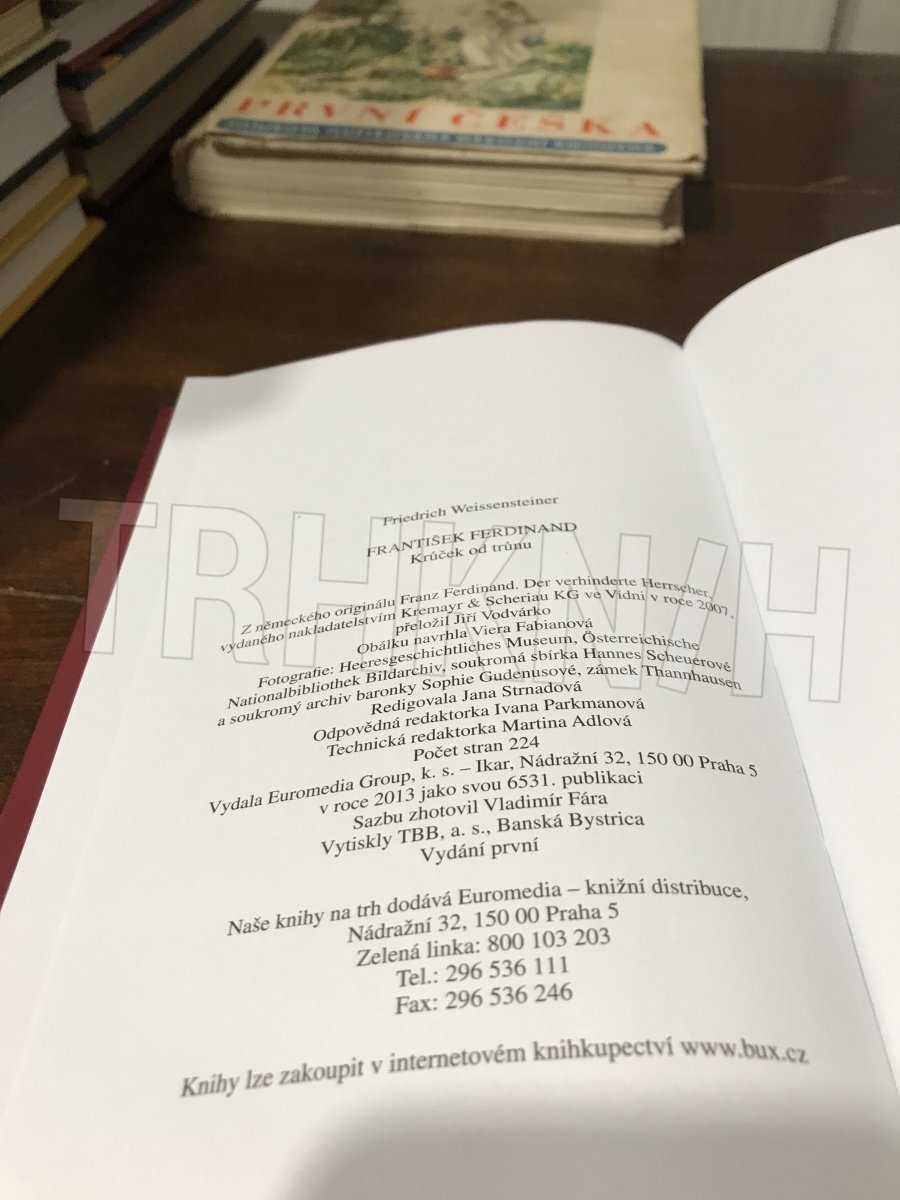 PRVNÍ ČESKÁ
Friedrich Weissensteiner
FRANTIŠEK FERDINAND
Krůček od trůnu
Z německého originálu Franz Ferdinand. Der verhinderte Herrscher,
vydaného nakladatelstvím Kremayr & Scheriau KG ve Vídni v roce 2007,
přeložil Jiří Vodvárko
Obálku navrhla Viera Fabianová
Fotografie: Heeresgeschichtliches Museum, Österreichische
Nationalbibliothek Bildarchiv, soukromá sbírka Hannes Scheuerové
a soukromý archiv baronky Sophie Gudenusové, zámek Thannhausen
Redigovala Jana Strnadová
Odpovědná redaktorka Ivana Parkmanová
Technická redaktorka Martina Adlová
Počet stran 224
Vydala Euromedia Group, k. s. – Ikar, Nádražní 32, 150 00 Praha 5
v roce 2013 jako svou 6531. publikaci
Sazbu zhotovil Vladimír Fára
Vytiskly TBB, a. s., Banská Bystrica
Vydání první
Naše knihy na trh dodává Euromedia – knižní distribuce,
Nádražní 32, 150 00 Praha 5
Zelená linka: 800 103 203
Tel.: 296 536 111
Fax: 296 536 246
Knihy lze zakoupit v internetovém knihkupectví www.bux.cz
TRHKNIH